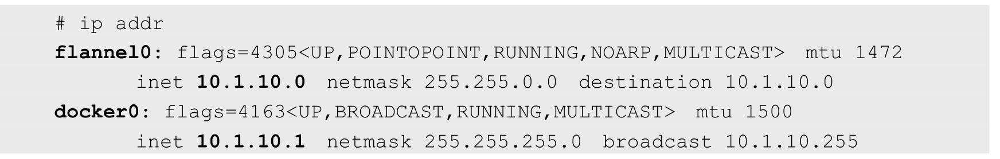 # ip addr
flannel0: flags=4305<UP,POINTOPOINT,RUNNING,NOARP,MULTICAST> mtu 1472
inet 10.1.10.0 netmask 255.255.0.0 destination 10.1.10.0
docker0: flags=4163<UP,BROADCAST,RUNNING,MULTICAST> mtu 1500
inet 10.1.10.1 netmask 255.255.255.0 broadcast 10.1.10.255